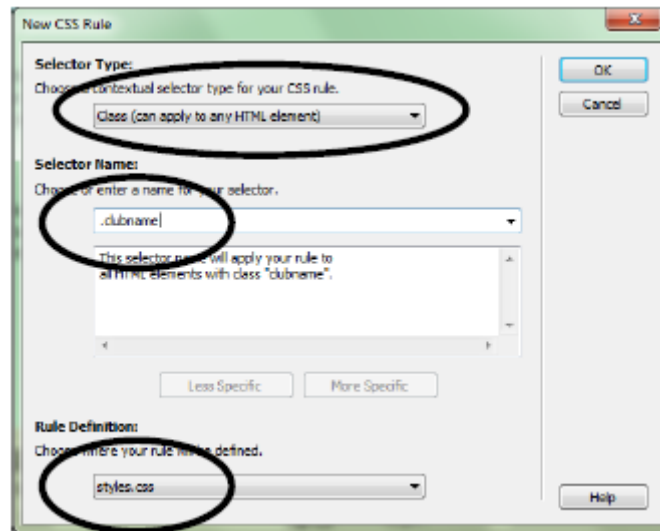 New CSS Rule
Selector Type:
Choose a contextual selector type for your CSS rule.
Class (can apply to any HTML element)
OK
Cancel
Selector Name:
Choose or enter a name for your selector.
.clubname
This selector name will apply your rule to
all HTML elements with class "clubname".
Less Specific
More Specific
Rule Definition:
Choose where your rule will be defined.
styles.css
Help